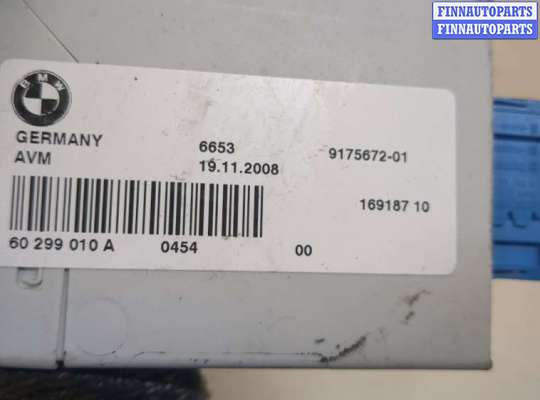 FINNAUTOPARTS
FINNAUTOPARTS
BMW
GERMANY 6653 9175672-01
AVM 19.11.2008
169187 10
60 299 010 A 0454 00